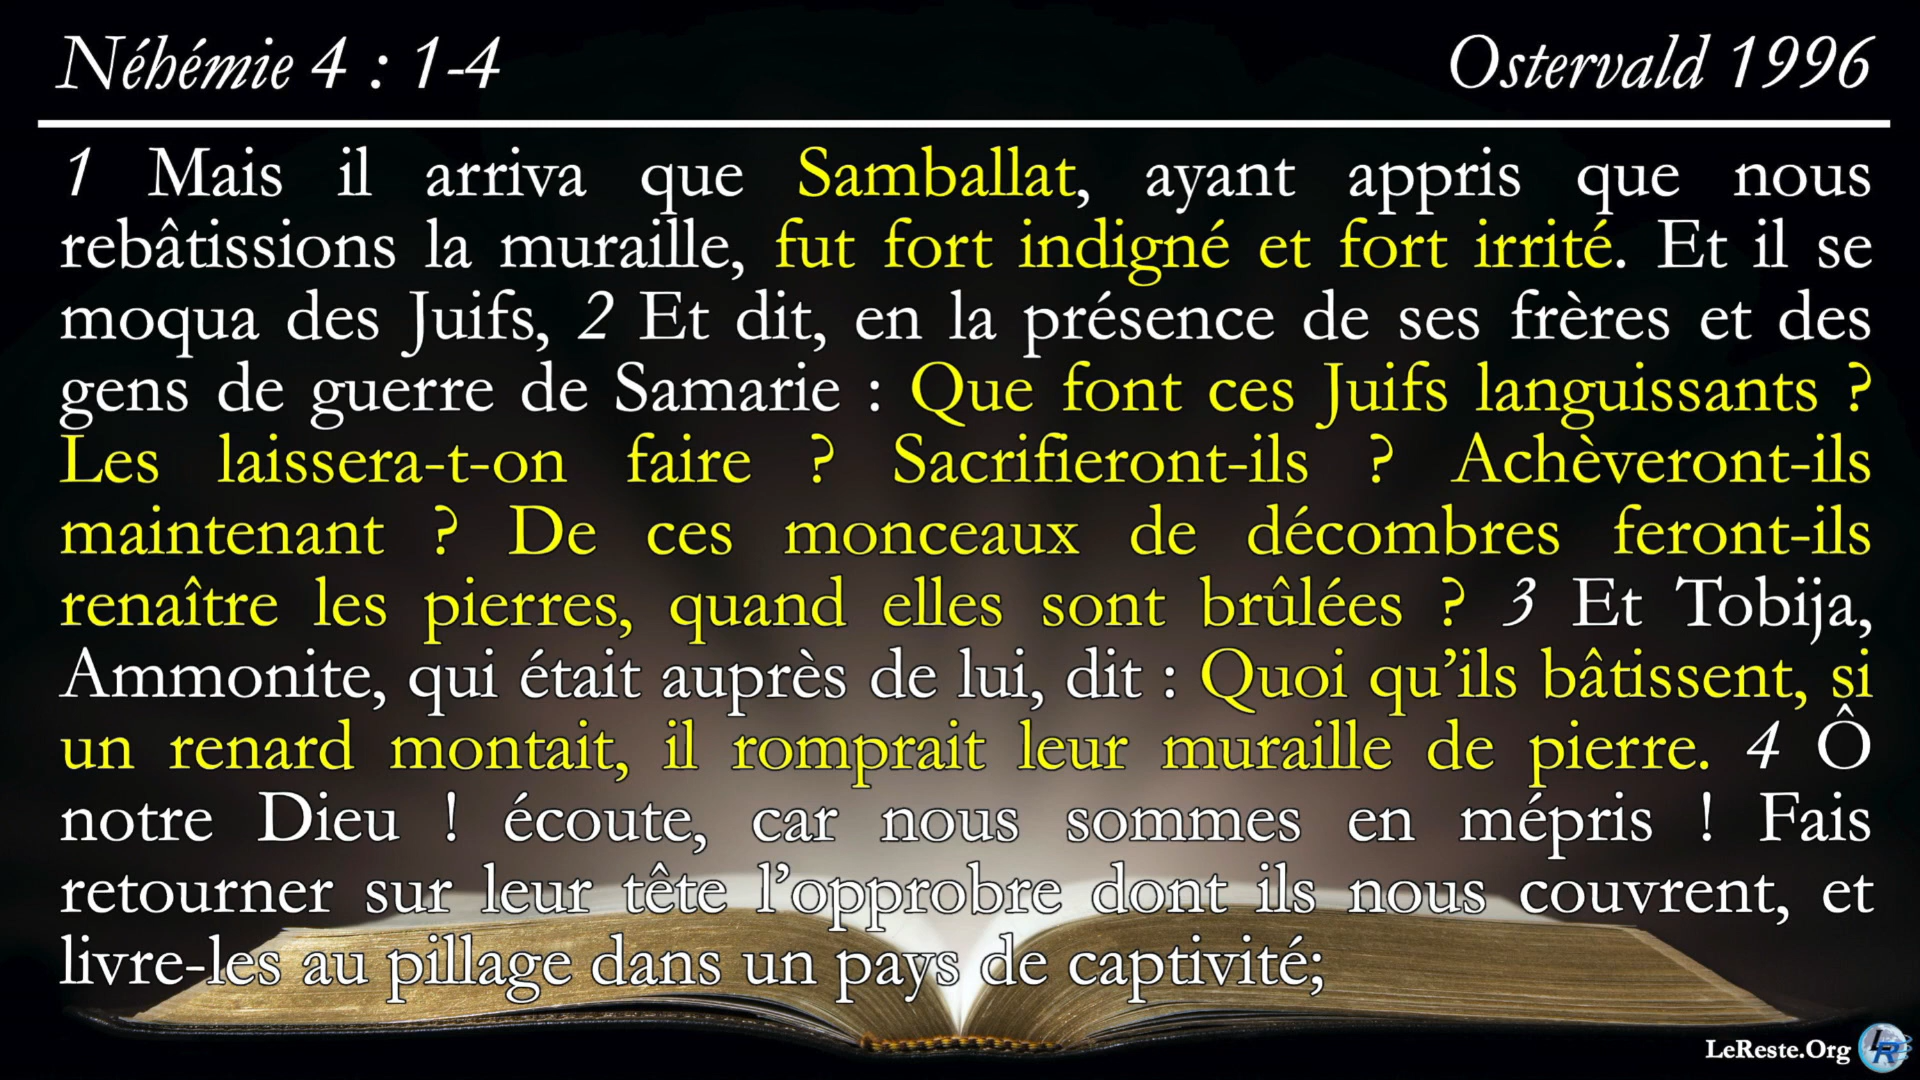 Néhémie 4 : 1-4
Ostervald 1996
1 Mais il arriva que Samballat, ayant appris que nous
rebâtissions la muraille, fut fort indigné et fort irrité. Et il se
moqua des Juifs, 2 Et dit, en la présence de ses frères et des
gens de guerre de Samarie : Que font ces Juifs languissants ?
Les laissera-t-on faire ? Sacrifieront-ils ? Achèveront-ils
maintenant ? De ces monceaux de décombres feront-ils
renaître les pierres, quand elles sont brûlées ? 3 Et Tobija,
Ammonite, qui était auprès de lui, dit : Quoi qu’ils bâtissent, si
un renard montait, il romprait leur muraille de pierre. 4 Ô
notre Dieu ! écoute, car nous sommes en mépris ! Fais
retourner sur leur tête l’opprobre dont ils nous couvrent, et
livre-les au pillage dans un pays de captivité;
LeReste.Org
LR